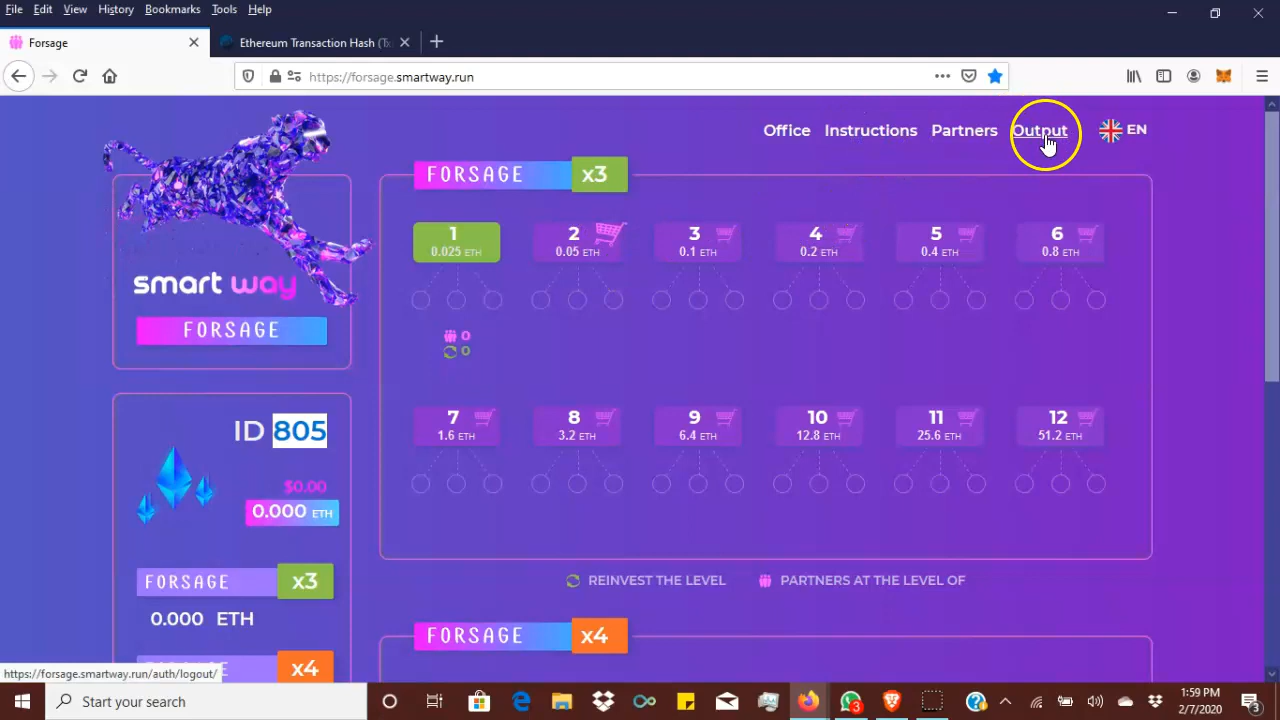 File Edit View History Bookmarks Tools Help
Forsage
Ethereum Transaction Hash (Tx
https://forsage.smartway.run
Office Instructions Partners Output EN
smart way
FORSAGE
ID 805
$0.00
0.000 ETH
FORSAGE x3
0.000 ETH
FORSAGE x4
FORSAGE x3
1 2 3 4 5 6
0.025 ETH 0.05 ETH 0.1 ETH 0.2 ETH 0.4 ETH 0.8 ETH
0
0
7 8 9 10 11 12
1.6 ETH 3.2 ETH 6.4 ETH 12.8 ETH 25.6 ETH 51.2 ETH
REINVEST THE LEVEL PARTNERS AT THE LEVEL OF
FORSAGE x4
https://forsage.smartway.run/auth/logout/
Start your search
3
1:59 PM
2/7/2020
3